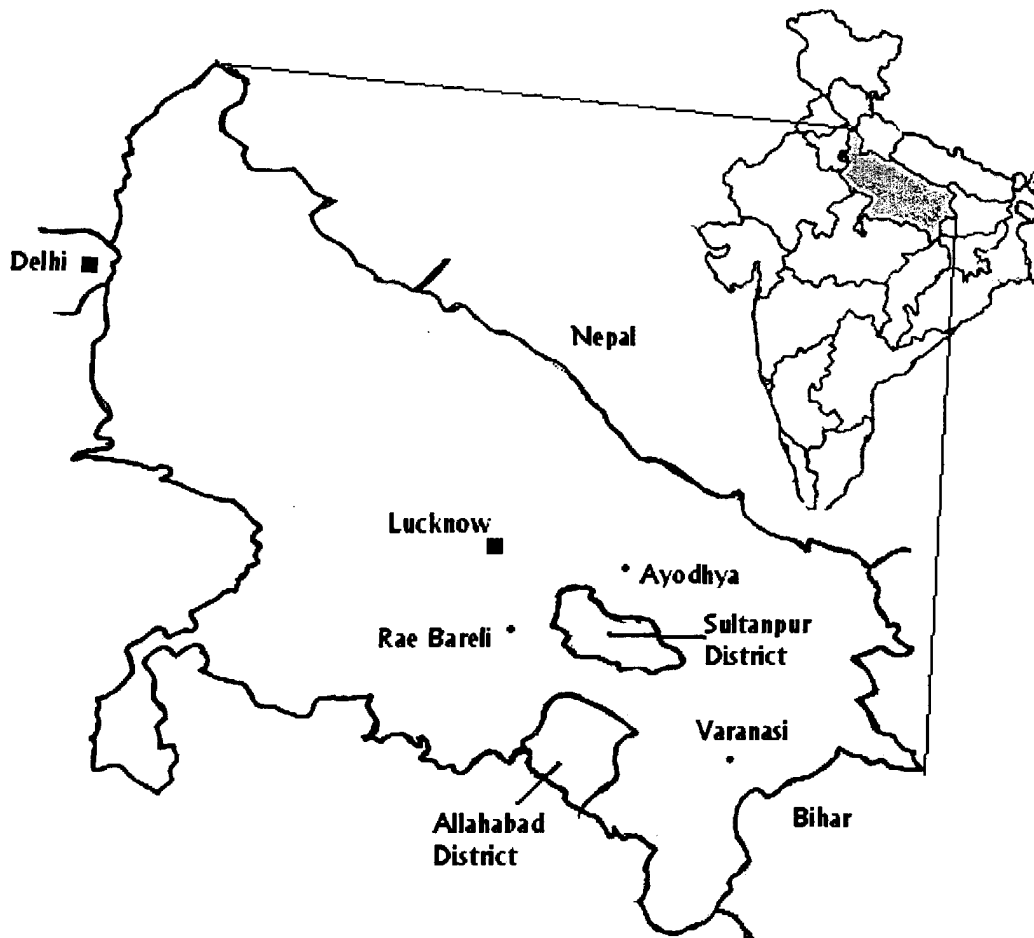 Delhi
Nepal
Lucknow
Ayodhya
Rae Bareli
Sultanpur
District
Varanasi
Allahabad
District
Bihar